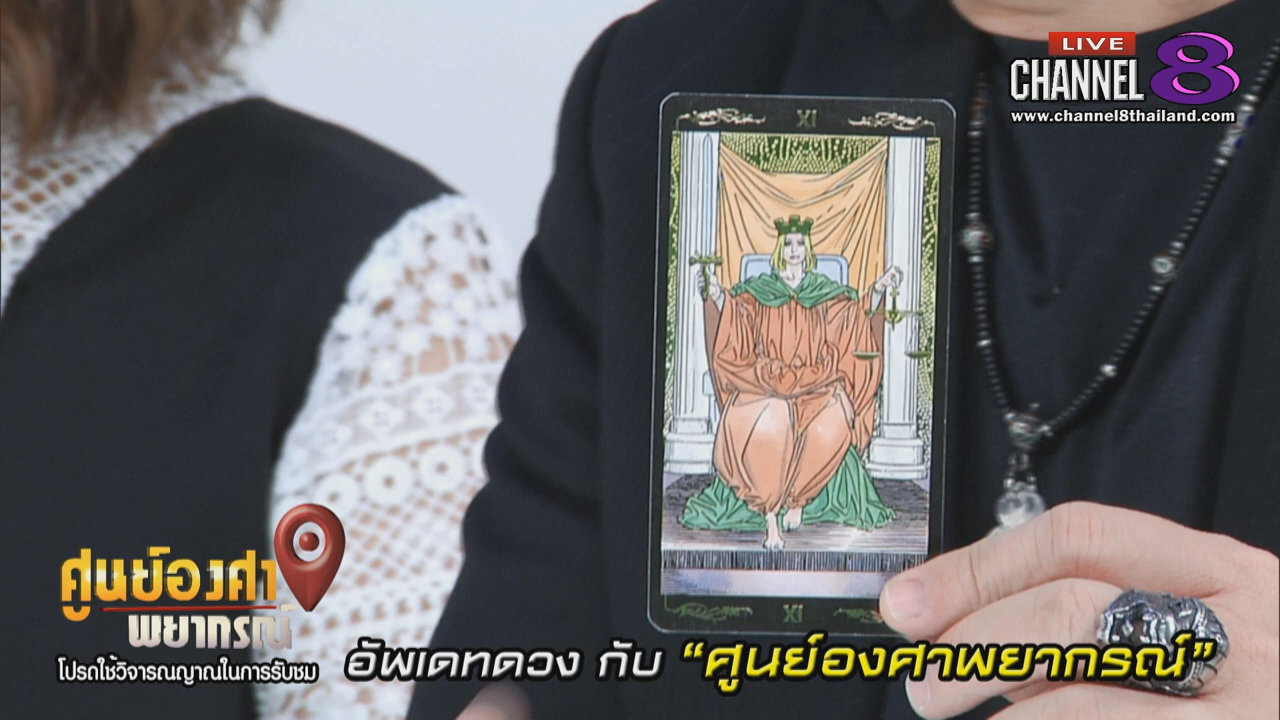 LIVE
CHANNEL 8
www.channel8thailand.com
XI
XI
ศูนย์องศา
พยากรณ์
โปรดใช้วิจารณญาณในการรับชม
อัพเดทดวง กับ “ศูนย์องศาพยากรณ์”